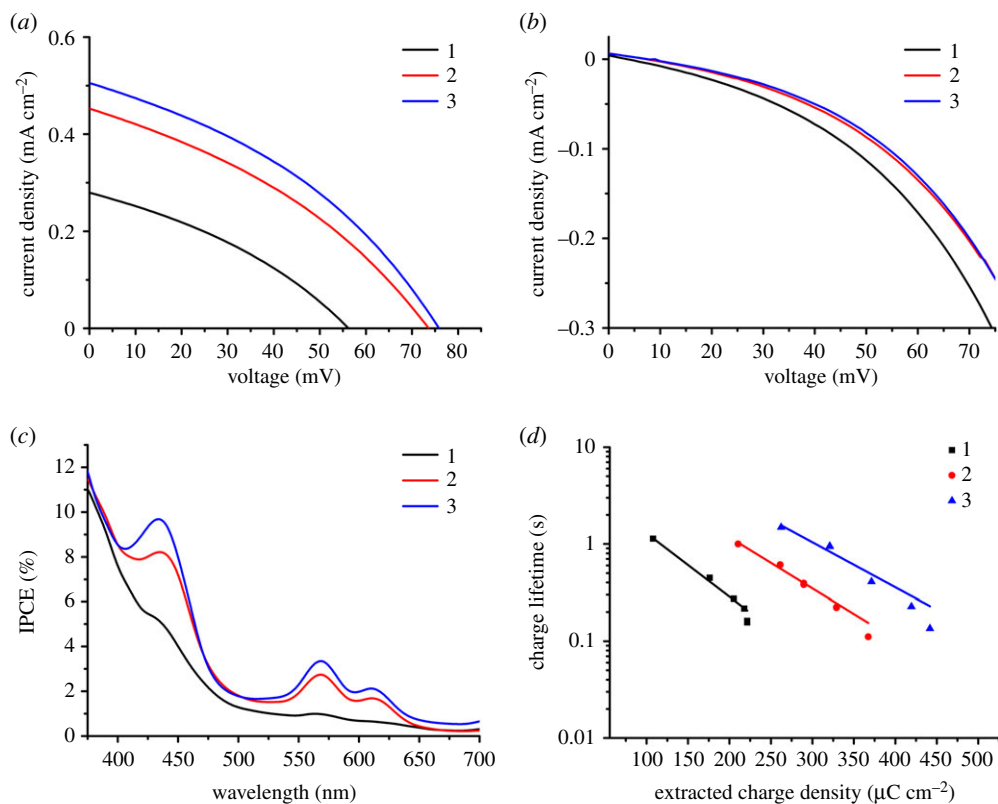 (a)
0.6
0.4
0.2
0
current density (mA cm–2)
0 10 20 30 40 50 60 70 80
voltage (mV)
1
2
3
(b)
0
–0.1
–0.2
–0.3
current density (mA cm–2)
0 10 20 30 40 50 60 70
voltage (mV)
1
2
3
(c)
12
10
8
6
4
2
0
IPCE (%)
400 450 500 550 600 650 700
wavelength (nm)
1
2
3
(d)
10
1
0.1
0.01
charge lifetime (s)
100 150 200 250 300 350 400 450 500
extracted charge density (μC cm–2)
1
2
3